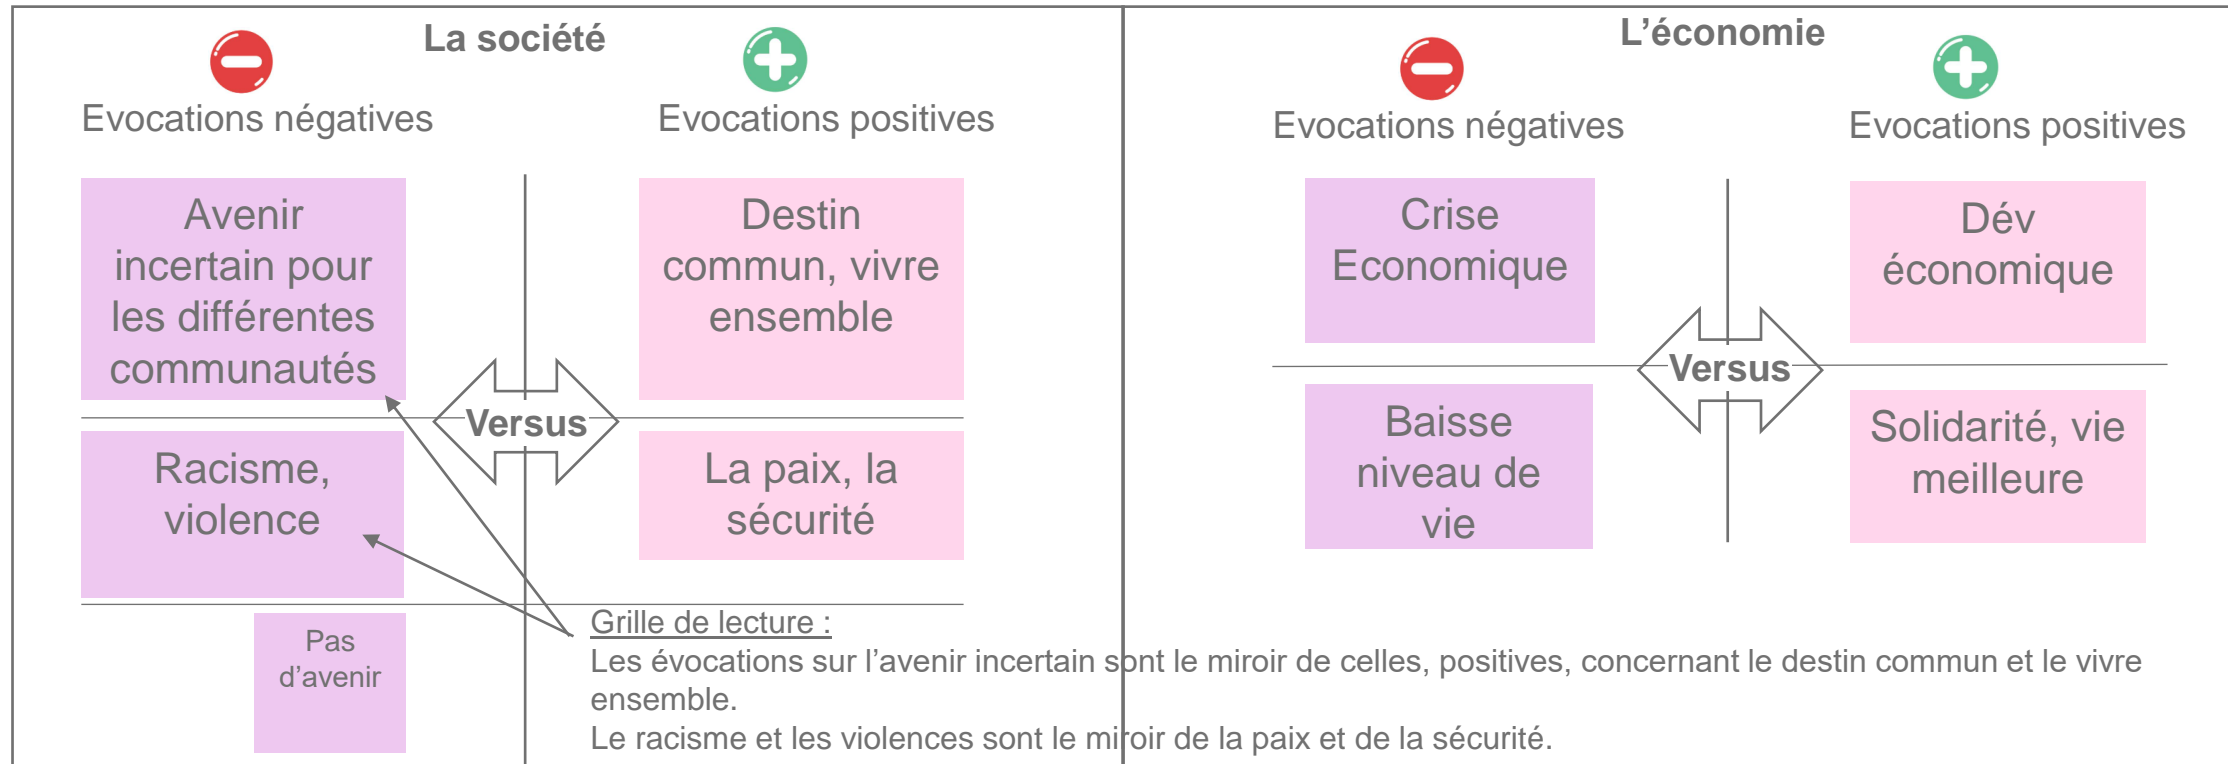 La société
Evocations négatives
Evocations positives
Avenir
incertain pour
les différentes
communautés
Destin
commun, vivre
ensemble
Versus
Racisme,
violence
La paix, la
sécurité
Pas
d’avenir
L’économie
Evocations négatives
Evocations positives
Crise
Economique
Dév
économique
Versus
Baisse
niveau de
vie
Solidarité, vie
meilleure
Grille de lecture :
Les évocations sur l’avenir incertain sont le miroir de celles, positives, concernant le destin commun et le vivre
ensemble.
Le racisme et les violences sont le miroir de la paix et de la sécurité.